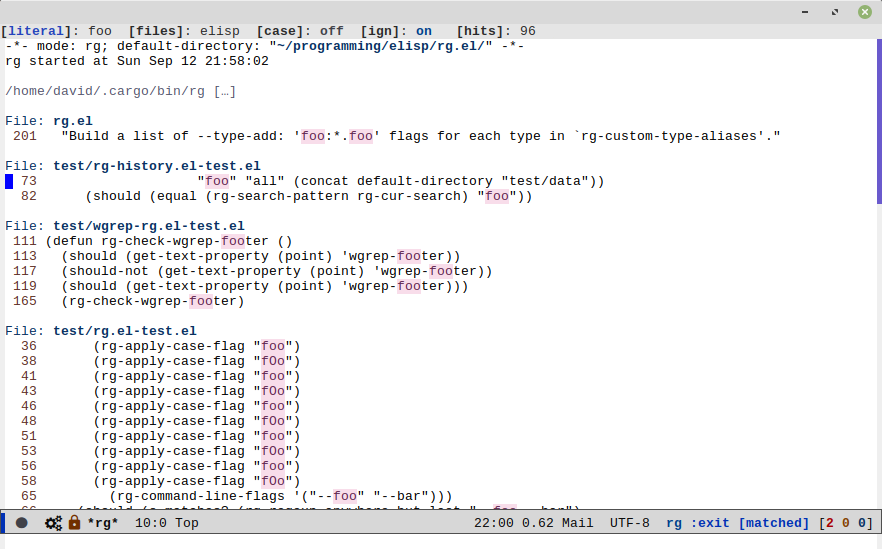 [literal]: foo  [files]: elisp  [case]: off  [ign]: on   [hits]: 96
-*- mode: rg; default-directory: "~/programming/elisp/rg.el/" -*-
rg started at Sun Sep 12 21:58:02

/home/david/.cargo/bin/rg […]

File: rg.el
 201   "Build a list of --type-add: 'foo:*.foo' flags for each type in `rg-custom-type-aliases'."

File: test/rg-history.el-test.el
  73                       "foo" "all" (concat default-directory "test/data"))
  82      (should (equal (rg-search-pattern rg-cur-search) "foo"))

File: test/wgrep-rg.el-test.el
 111 (defun rg-check-wgrep-footer ()
 113   (should (get-text-property (point) 'wgrep-footer))
 117   (should-not (get-text-property (point) 'wgrep-footer))
 119   (should (get-text-property (point) 'wgrep-footer)))
 165   (rg-check-wgrep-footer)

File: test/rg.el-test.el
  36       (rg-apply-case-flag "foo")
  38       (rg-apply-case-flag "fOo")
  41       (rg-apply-case-flag "foo")
  43       (rg-apply-case-flag "fOo")
  46       (rg-apply-case-flag "foo")
  48       (rg-apply-case-flag "fOo")
  51       (rg-apply-case-flag "foo")
  53       (rg-apply-case-flag "fOo")
  56       (rg-apply-case-flag "foo")
  58       (rg-apply-case-flag "fOo")
  65         (rg-command-line-flags '("--foo" "--bar")))
*rg*  10:0 Top  22:00 0.62 Mail  UTF-8  rg :exit [matched] [2 0 0]